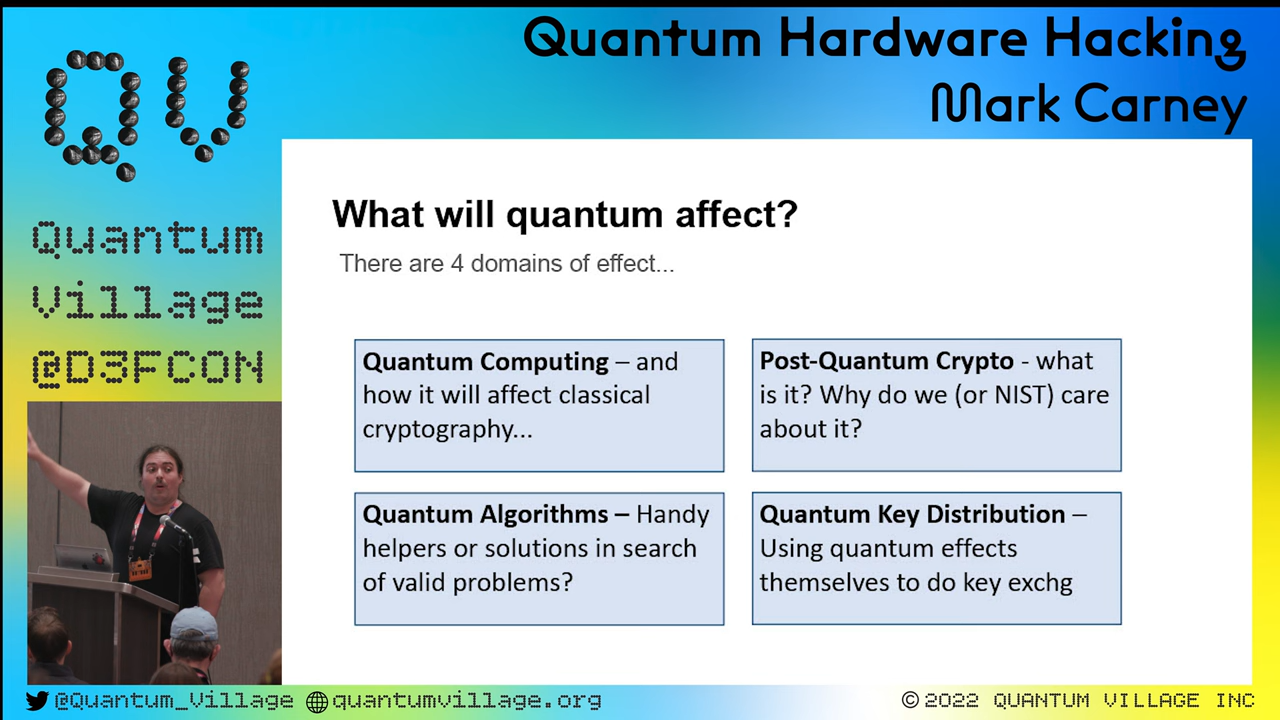 Quantum Hardware Hacking
Mark Carney
QV
Quantum
Village
@D3FCON
What will quantum affect?
There are 4 domains of effect...
Quantum Computing – and
how it will affect classical
cryptography...
Post-Quantum Crypto - what
is it? Why do we (or NIST) care
about it?
Quantum Algorithms – Handy
helpers or solutions in search
of valid problems?
Quantum Key Distribution –
Using quantum effects
themselves to do key exchg
@Quantum_Village
quantumvillage.org
© 2022 QUANTUM VILLAGE INC